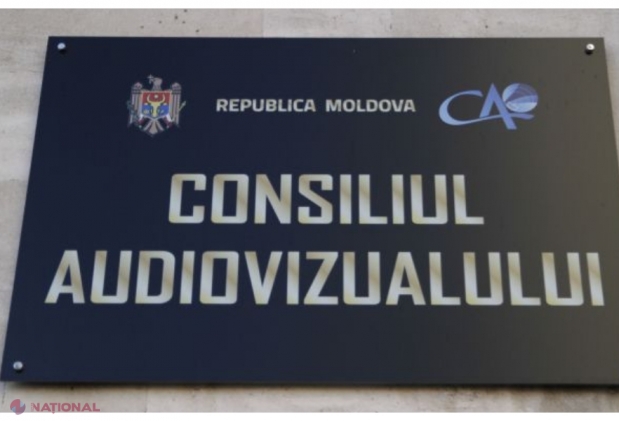 REPUBLICA MOLDOVA CA
CONSILIUL
AUDIOVIZUALULUI
NAȚIONAL